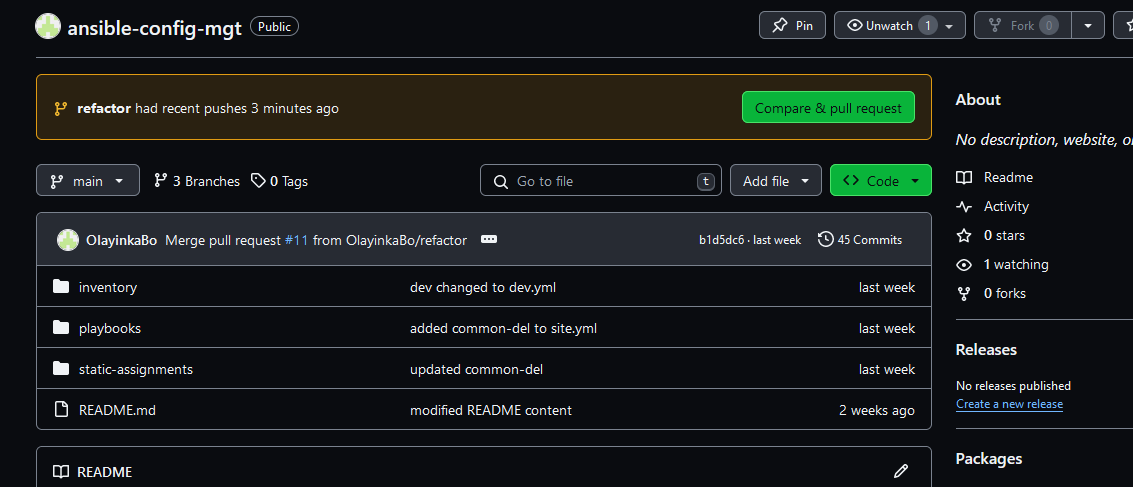 ansible-config-mgt Public Pin Unwatch 1 Fork 0
refactor had recent pushes 3 minutes ago Compare & pull request
main 3 Branches 0 Tags Go to file t Add file Code
OlayinkaBo Merge pull request #11 from OlayinkaBo/refactor b1d5dc6 · last week 45 Commits
inventory dev changed to dev.yml last week
playbooks added common-del to site.yml last week
static-assignments updated common-del last week
README.md modified README content 2 weeks ago
README
About
No description, website, o
Readme
Activity
0 stars
1 watching
0 forks
Releases
No releases published
Create a new release
Packages